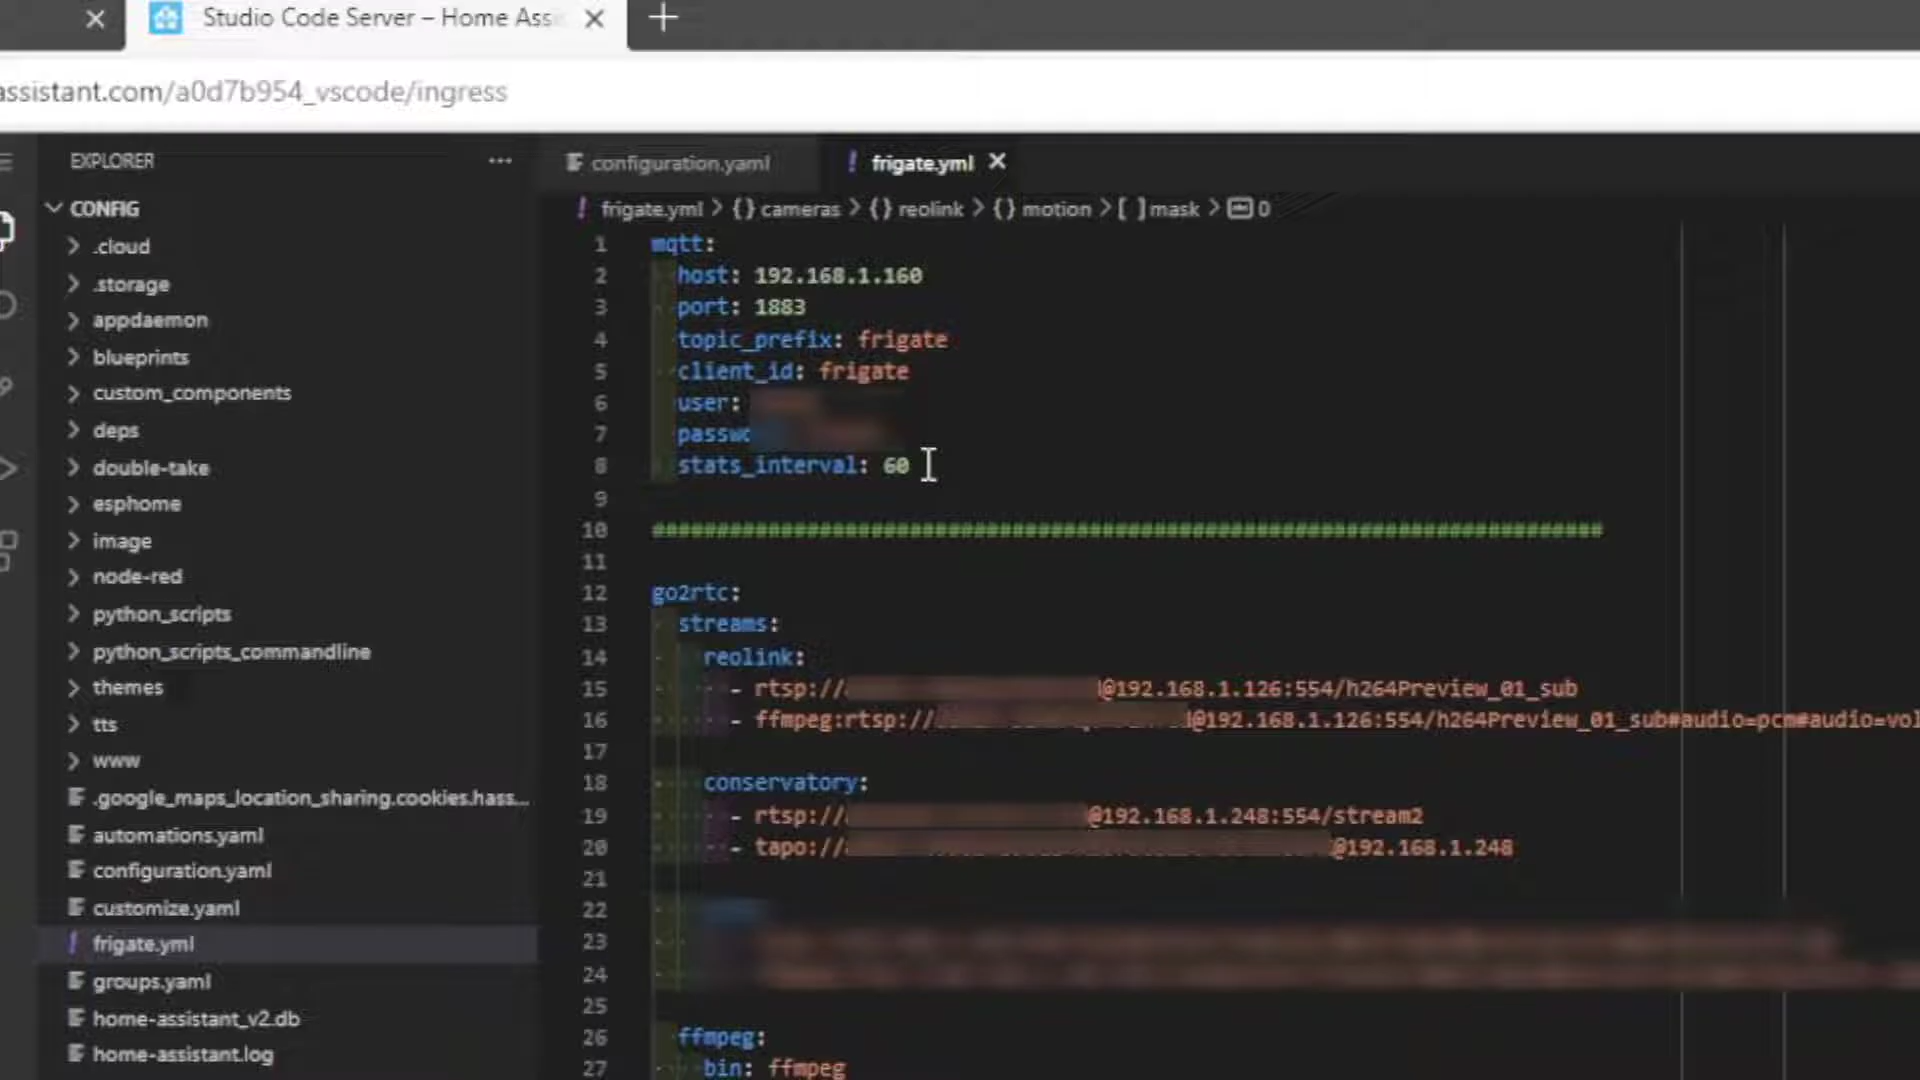 Studio Code Server – Home Ass
assistant.com/a0d7b954_vscode/ingress
EXPLORER ···
configuration.yaml
! frigate.yml
CONFIG
! frigate.yml > {} cameras > {} reolink > {} motion > [ ] mask > 0
.cloud
.storage
appdaemon
blueprints
custom_components
deps
double-take
esphome
image
node-red
python_scripts
python_scripts_commandline
themes
tts
www
.google_maps_location_sharing.cookies.hass...
automations.yaml
configuration.yaml
customize.yaml
! frigate.yml
groups.yaml
home-assistant_v2.db
home-assistant.log
1 mqtt:
2 host: 192.168.1.160
3 port: 1883
4 topic_prefix: frigate
5 client_id: frigate
6 user:
7 passwo
8 stats_interval: 60
9
10 ##########################################################################
11
12 go2rtc:
13 streams:
14 reolink:
15 - rtsp:// @192.168.1.126:554/h264Preview_01_sub
16 - ffmpeg:rtsp:// @192.168.1.126:554/h264Preview_01_sub#audio=pcm#audio=vol
17
18 conservatory:
19 - rtsp:// @192.168.1.248:554/stream2
20 - tapo:// @192.168.1.248
21
22
23
24
25
26 ffmpeg:
27 bin: ffmpeg